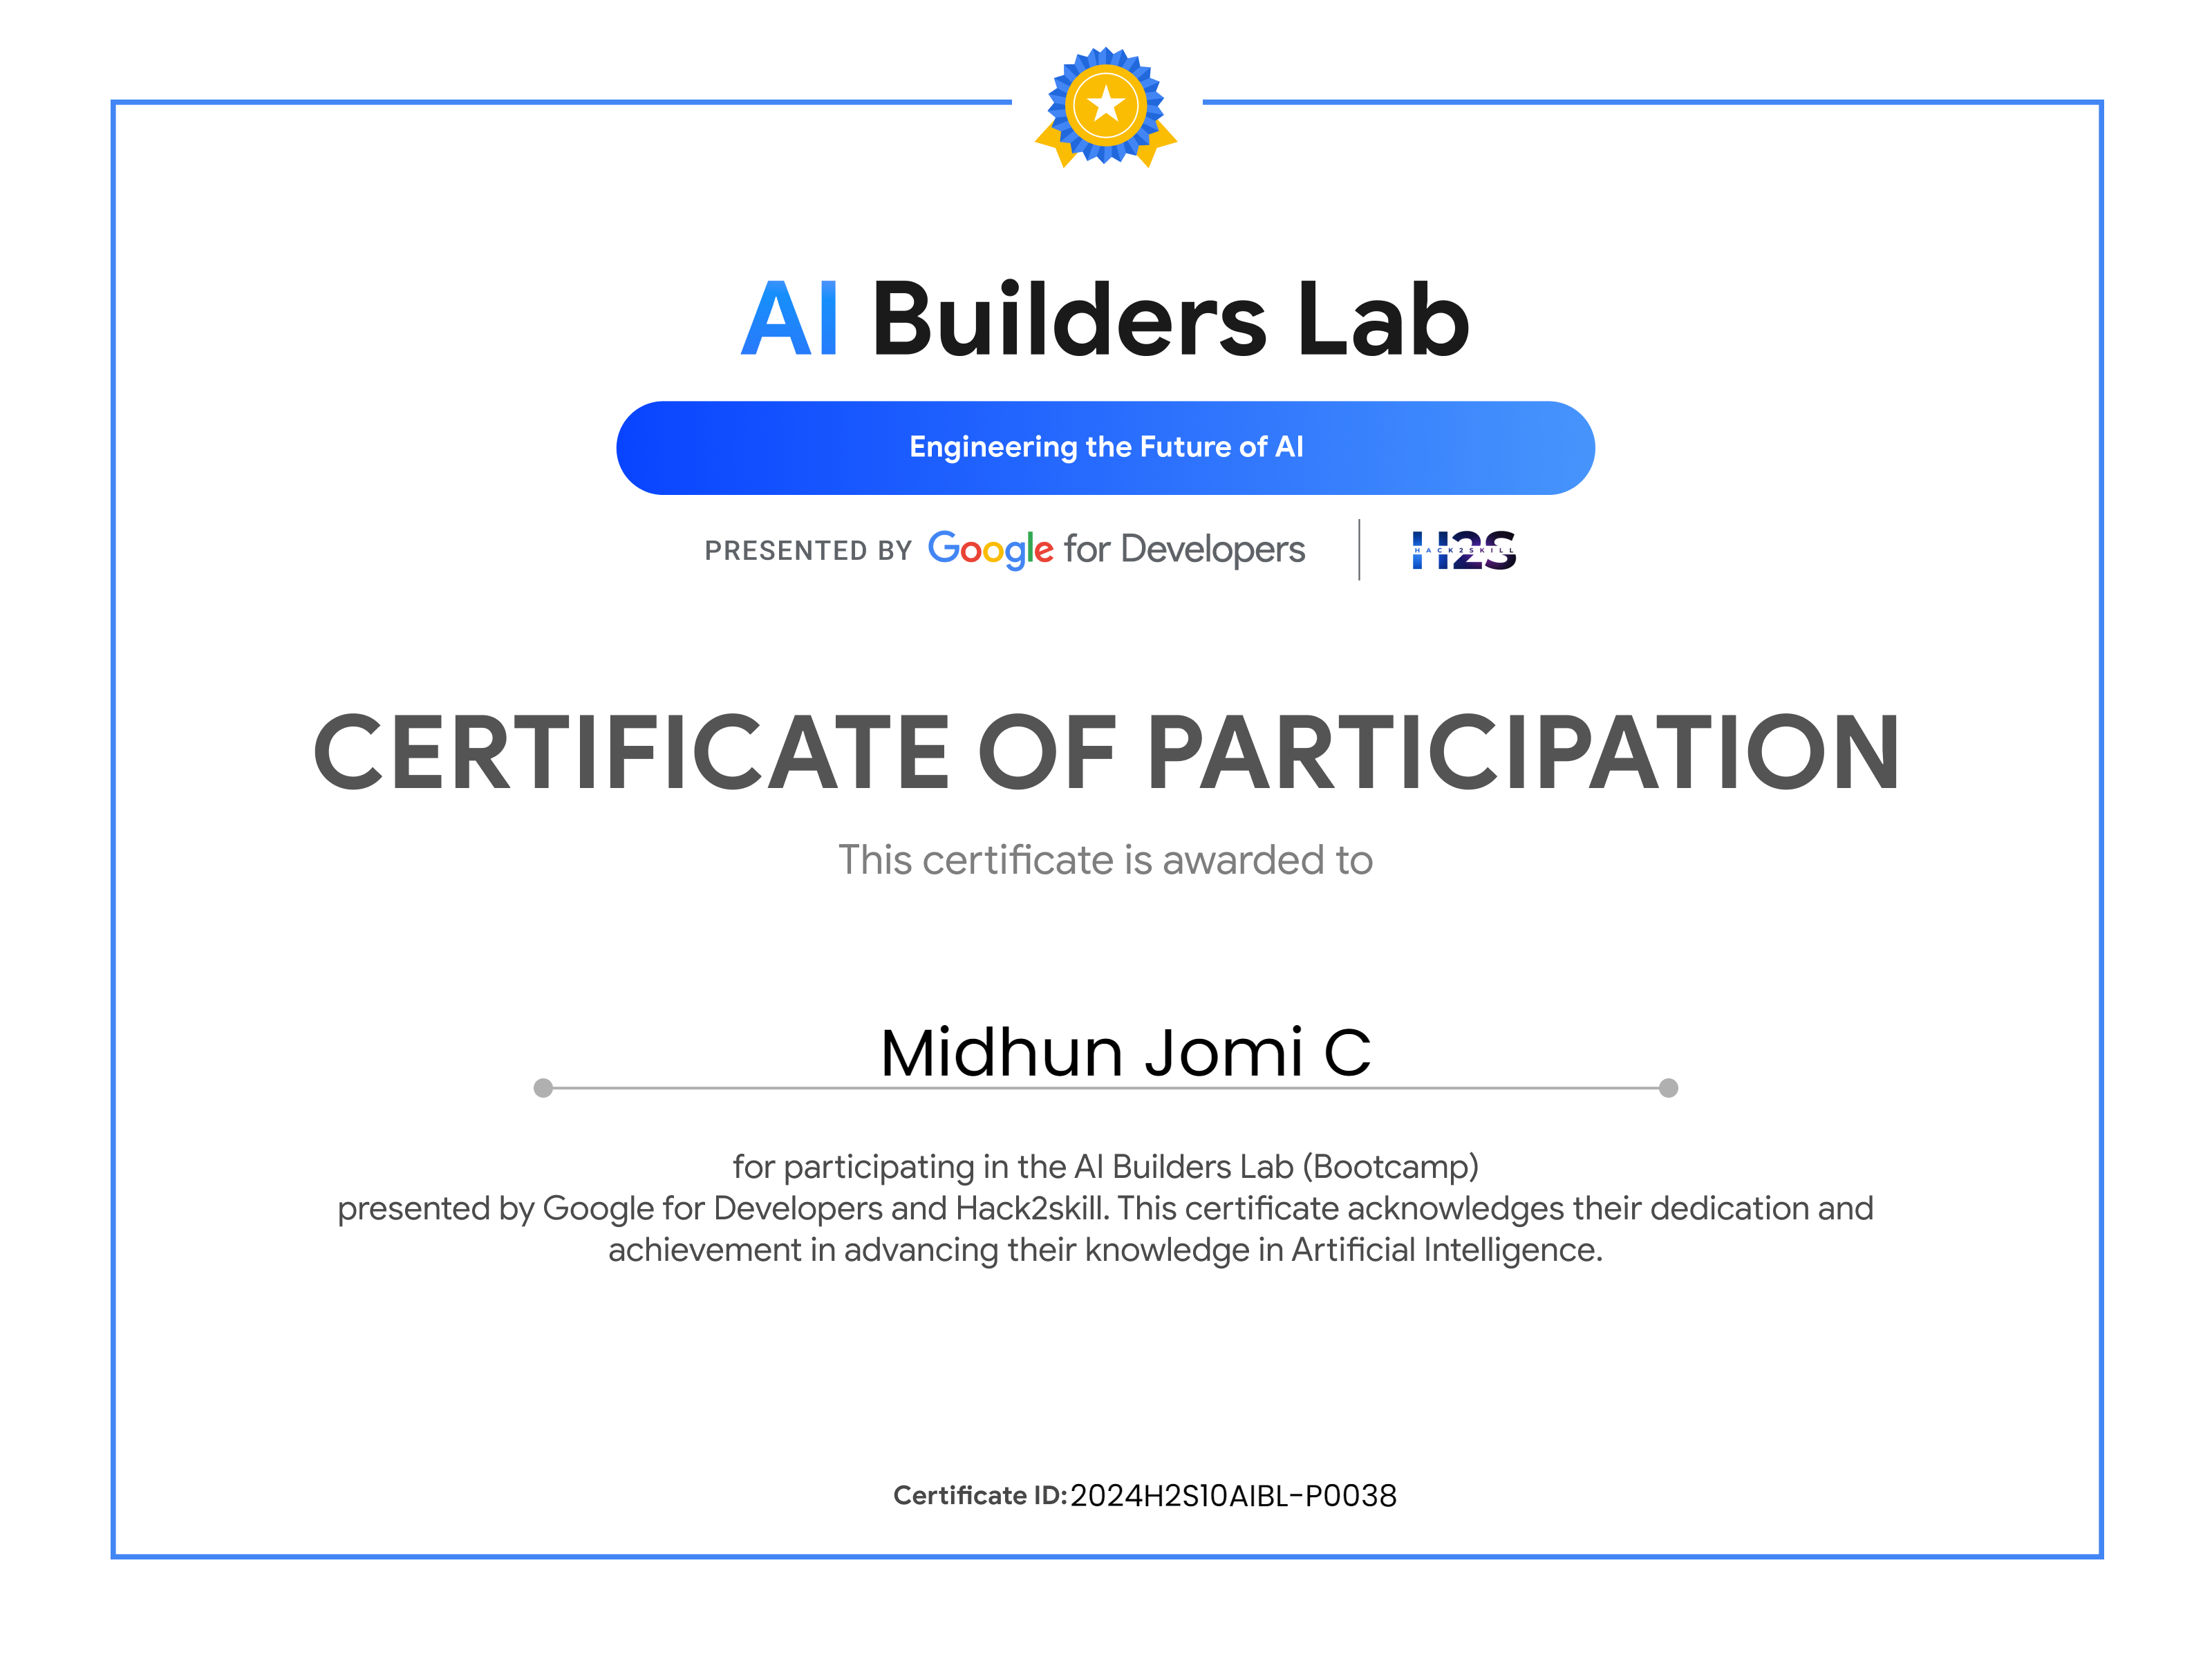 AI Builders Lab
Engineering the Future of AI
PRESENTED BY Google for Developers
H2S
HACK2SKILL
CERTIFICATE OF PARTICIPATION
This certificate is awarded to
Midhun Jomi C
for participating in the AI Builders Lab (Bootcamp)
presented by Google for Developers and Hack2skill. This certificate acknowledges their dedication and
achievement in advancing their knowledge in Artificial Intelligence.
Certificate ID: 2024H2S10AIBL-P0038